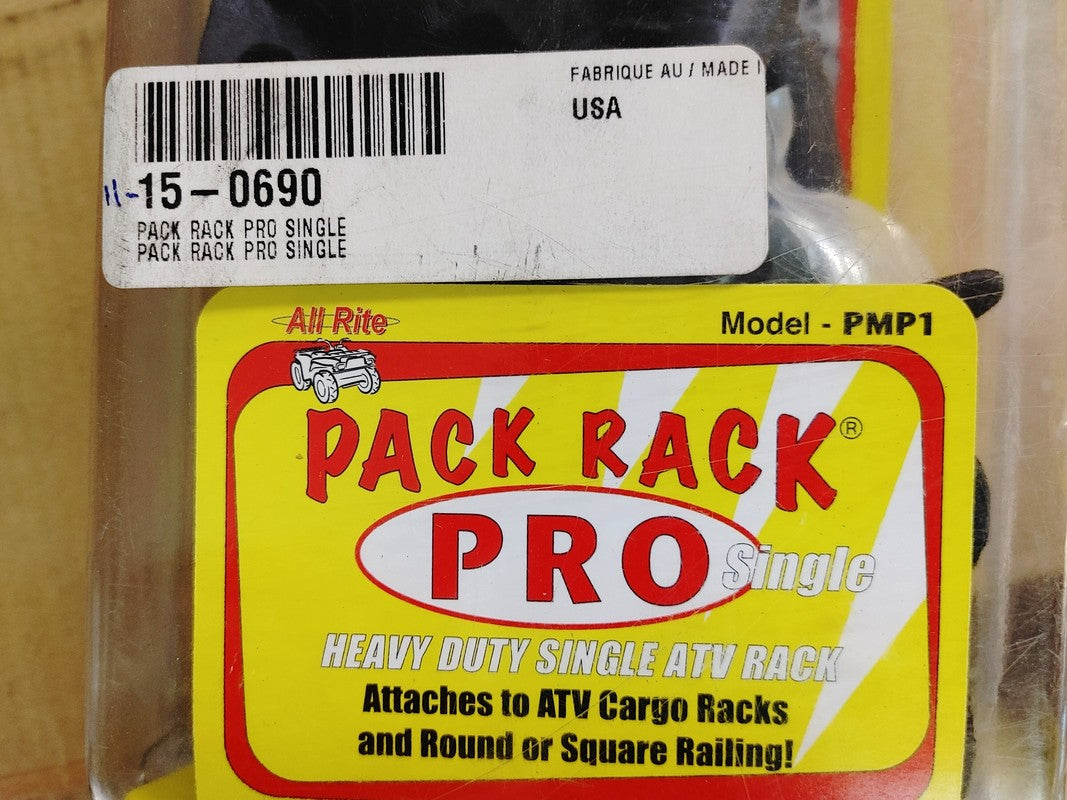 FABRIQUE AU / MADE I
USA
11-15-0690
PACK RACK PRO SINGLE
PACK RACK PRO SINGLE
All Rite
Model - PMP1
PACK RACK®
PRO Single
HEAVY DUTY SINGLE ATV RACK
Attaches to ATV Cargo Racks
and Round or Square Railing!